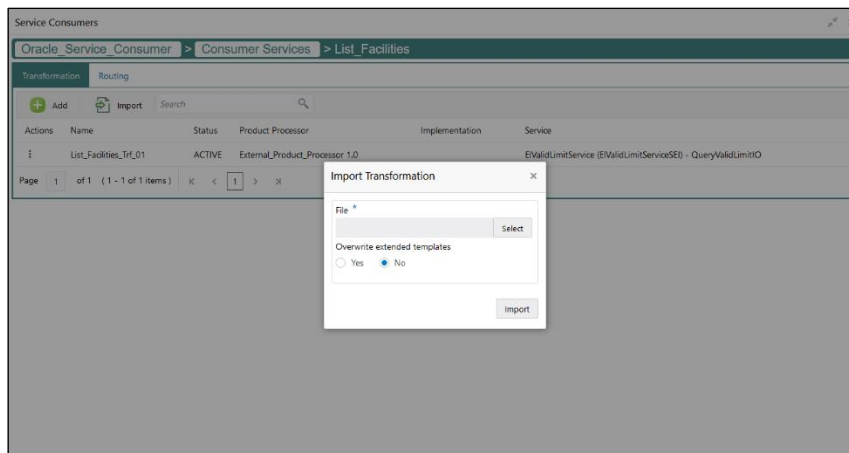 Service Consumers
Oracle_Service_Consumer > Consumer Services > List_Facilities
Transformation Routing
Add Import Search
Actions Name Status Product Processor Implementation Service
List_Facilities_Trf_01 ACTIVE External_Product_Processor 1.0 EIValidLimitService (EIValidLimitServiceSEI) - QueryValidLimitIO
Page 1 of 1 (1 - 1 of 1 items) K < 1 > >|
Import Transformation ×
File *
Select
Overwrite extended templates
Yes No
Import